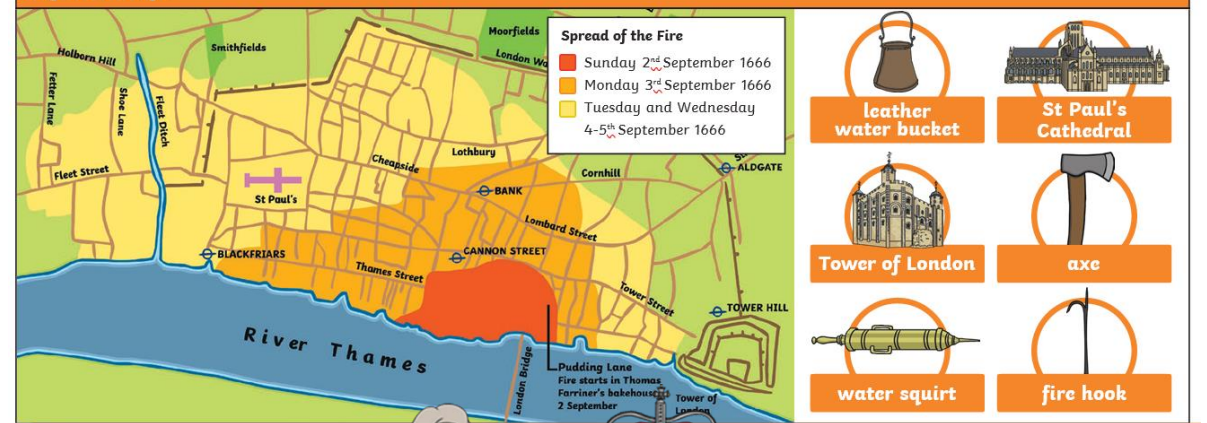 Holborn Hill
Fetter Lane
Shoe Lane
Fleet Ditch
Fleet Street
Smithfields
Moorfields
London Wa
Spread of the Fire
Sunday 2nd September 1666
Monday 3rd September 1666
Tuesday and Wednesday
4-5th September 1666
ALDGATE
Cheapside
Lothbury
Cornhill
BANK
St Paul's
Lombard Street
BLACKFRIARS
CANNON STREET
Thames Street
Tower Street
TOWER HILL
River Thames
London Bridge
Pudding Lane
Fire starts in Thomas
Farriner's bakehous
2 September
Tower of
London
leather
water bucket
St Paul's
Cathedral
Tower of London
axe
water squirt
fire hook